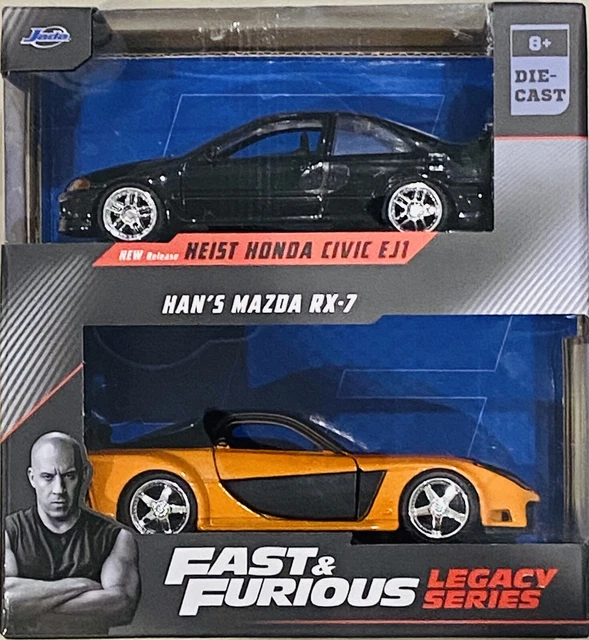 Jada
8+
DIE-
CAST
NEW Release HEIST HONDA CIVIC EJ1
HAN'S MAZDA RX-7
FAST &
FURIOUS
LEGACY
SERIES